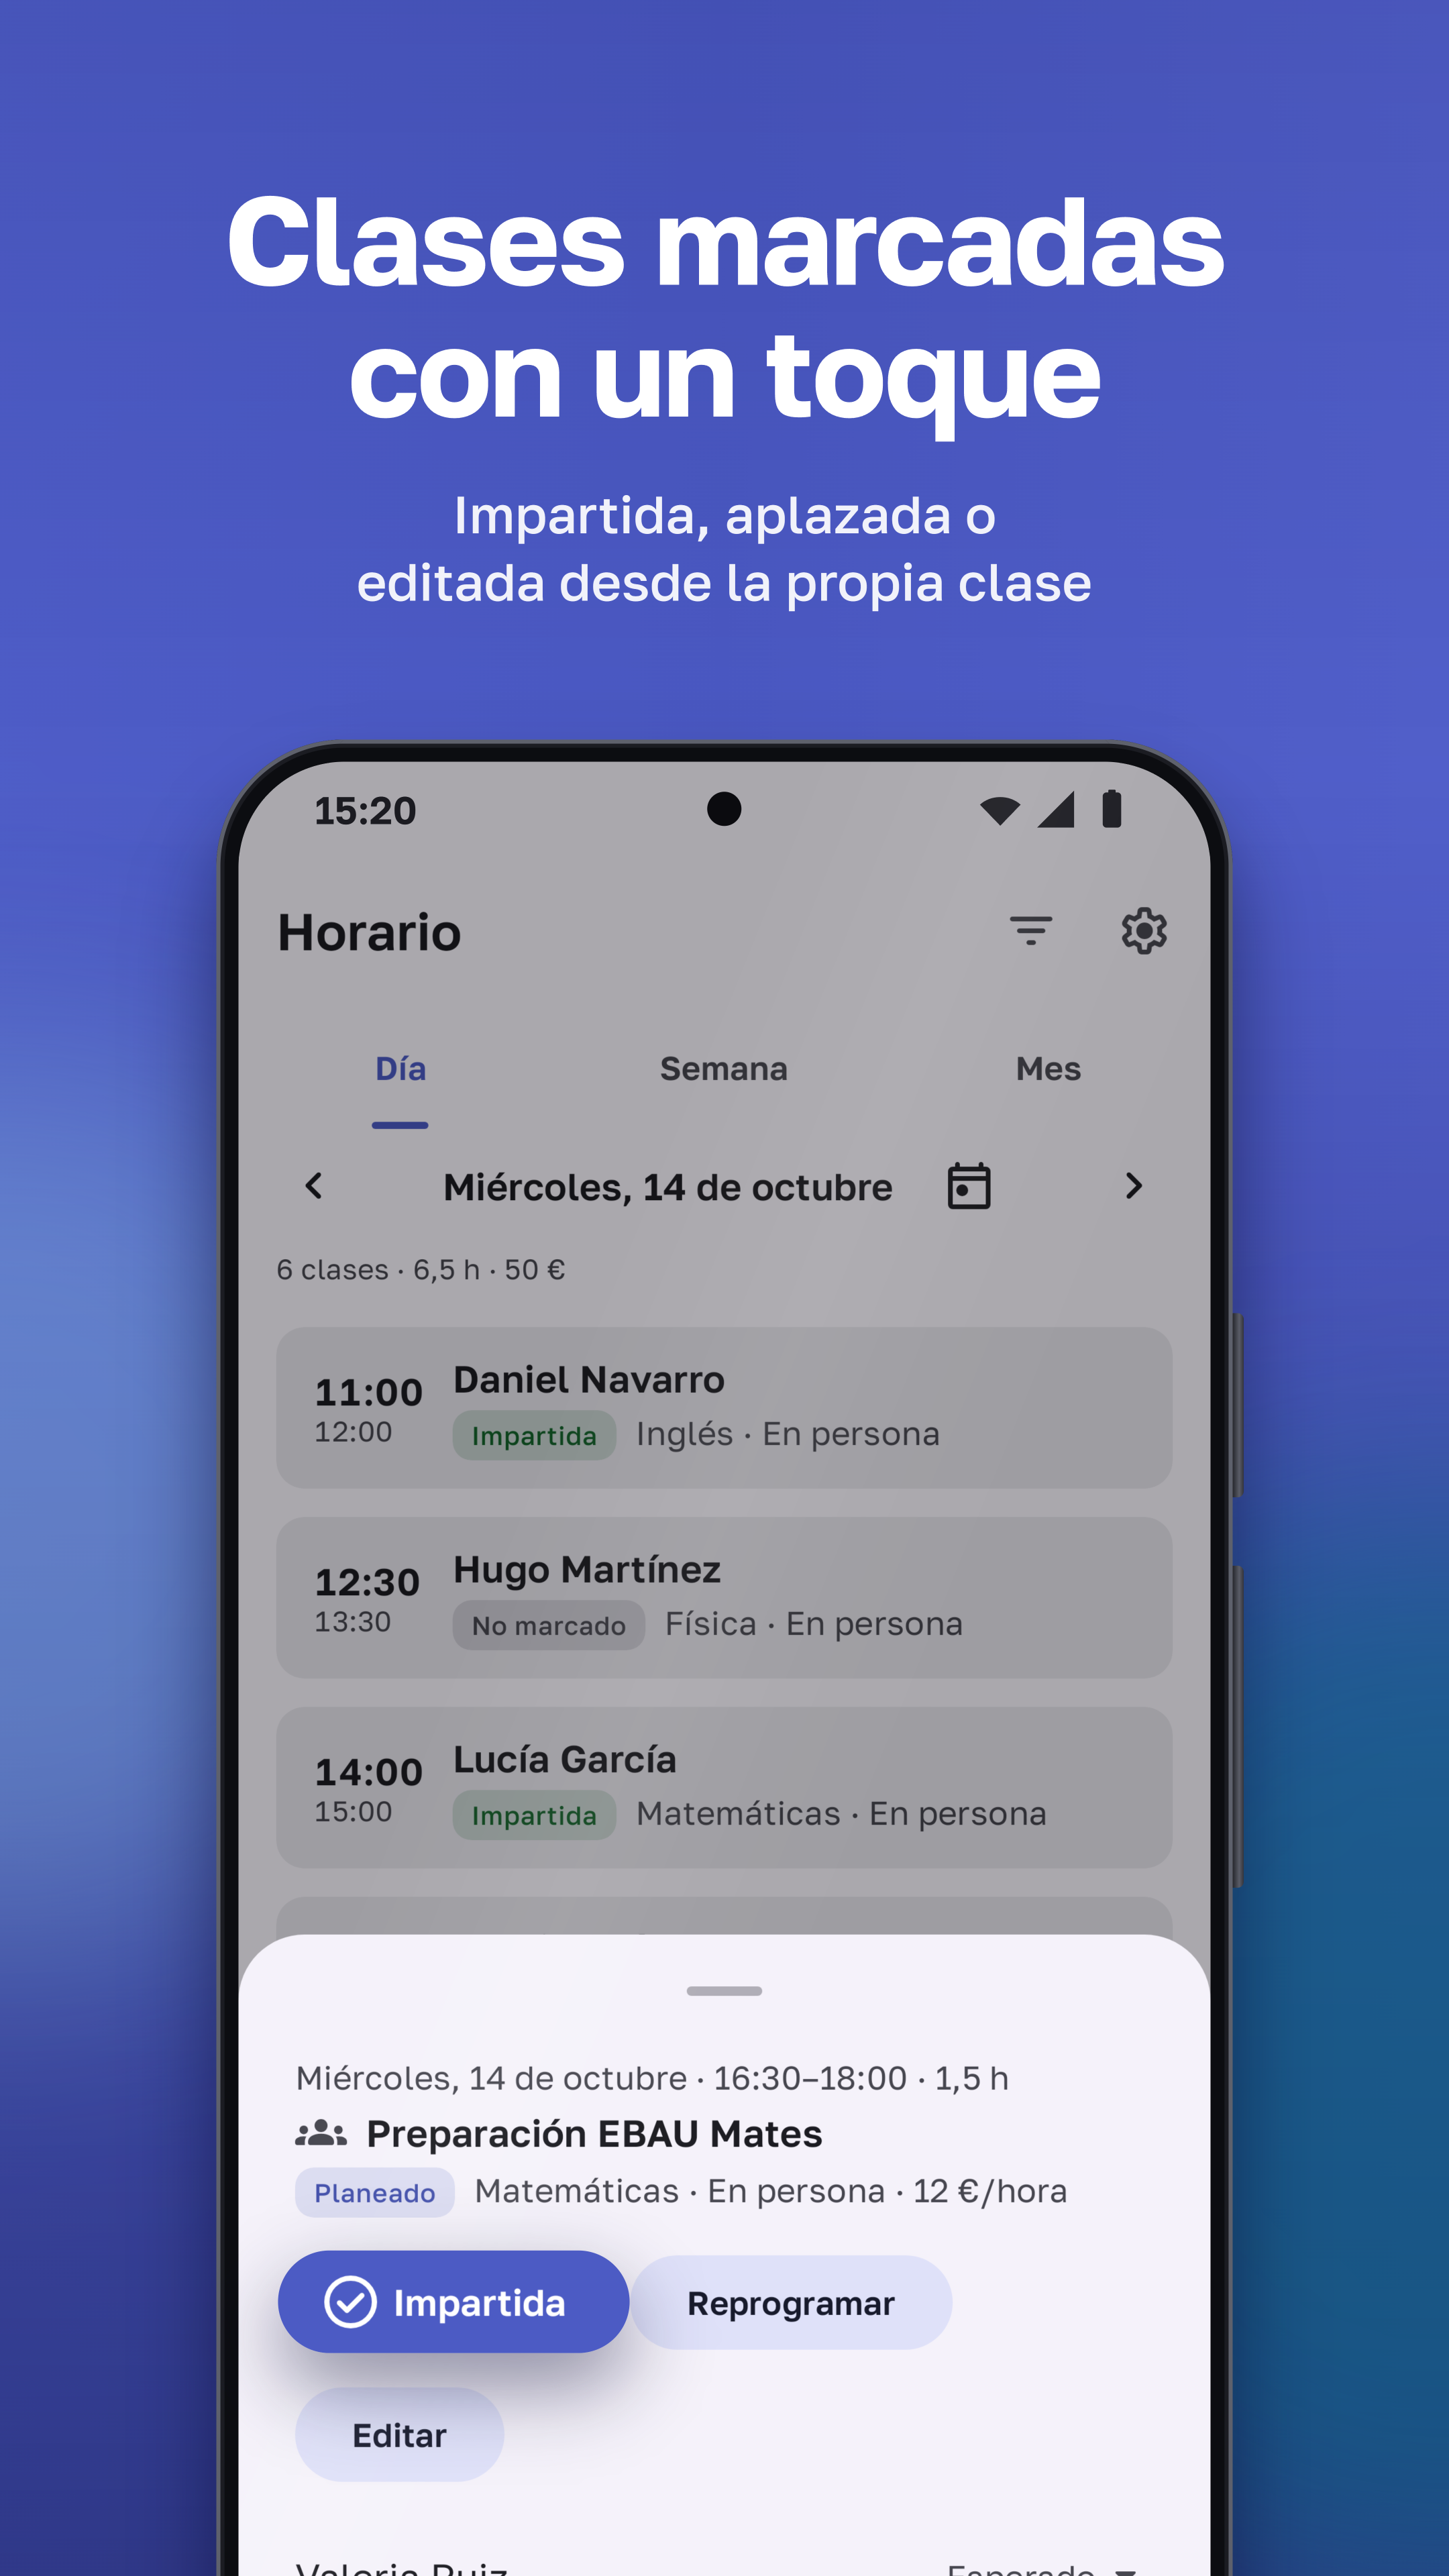 Clases marcadas
con un toque
Impartida, aplazada o
editada desde la propia clase
15:20
Horario
Día Semana Mes
Miércoles, 14 de octubre
6 clases · 6,5 h · 50 €
11:00 Daniel Navarro
12:00 Impartida Inglés · En persona
12:30 Hugo Martínez
13:30 No marcado Física · En persona
14:00 Lucía García
15:00 Impartida Matemáticas · En persona
Miércoles, 14 de octubre · 16:30–18:00 · 1,5 h
Preparación EBAU Mates
Planeado Matemáticas · En persona · 12 €/hora
Impartida Reprogramar
Editar
Valeria Ruiz Esperado